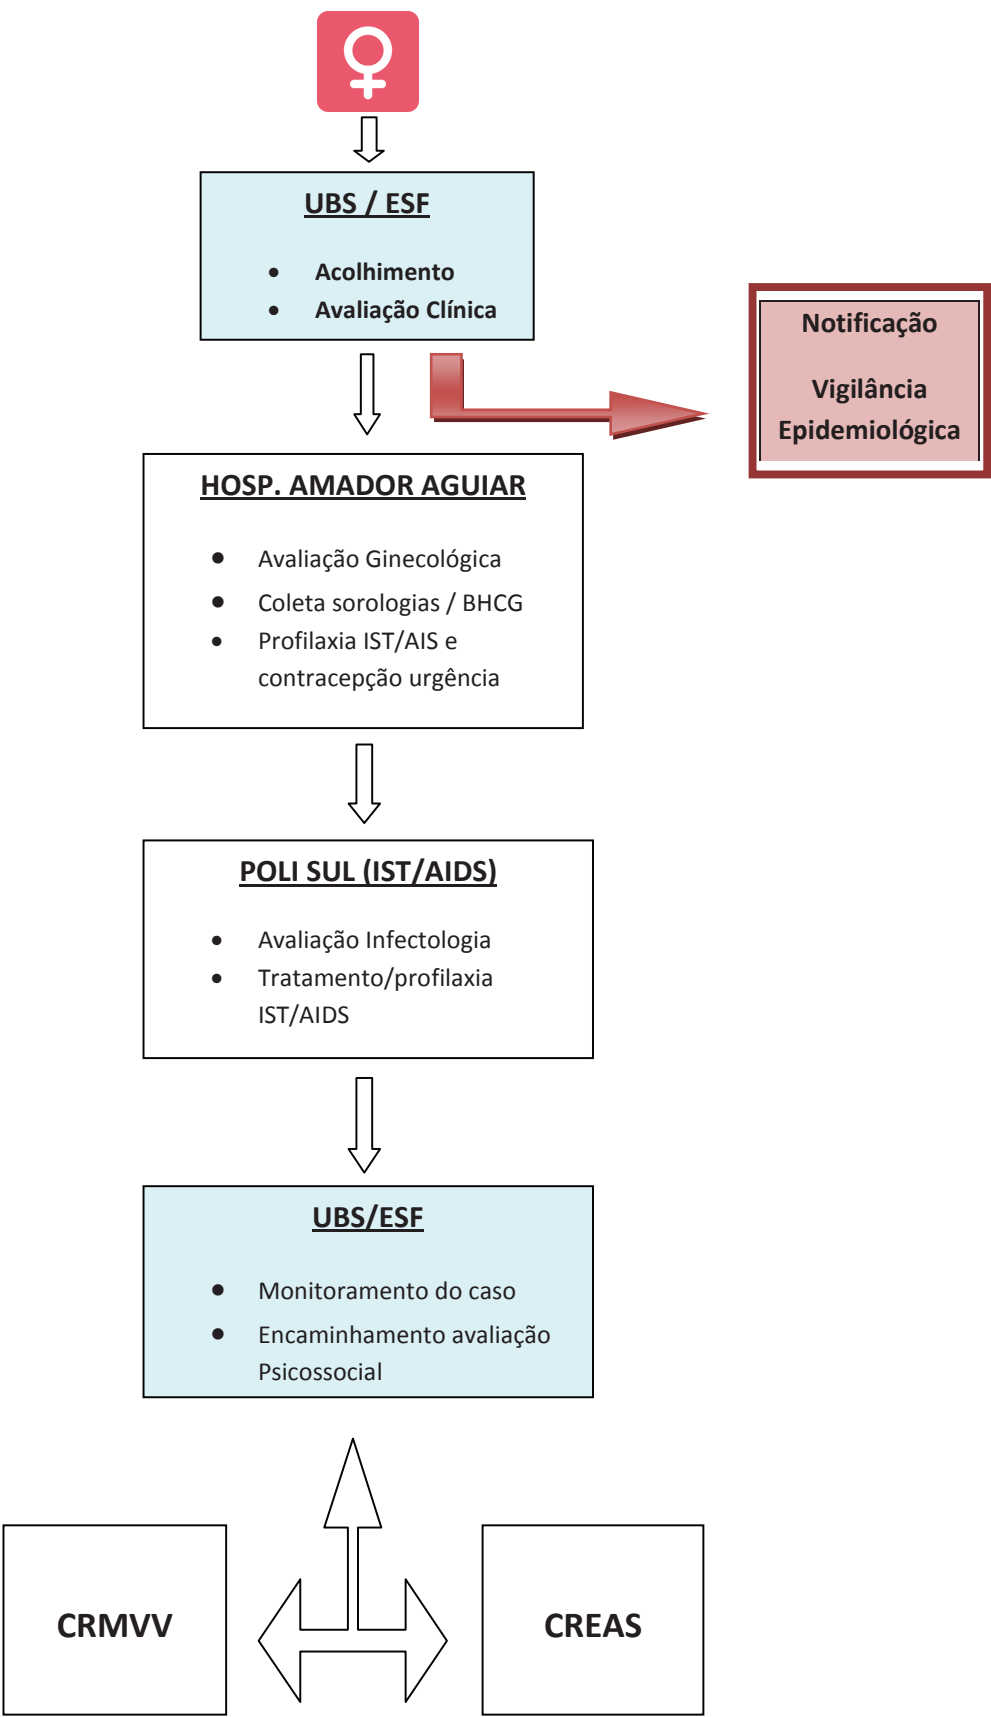 UBS / ESF
• Acolhimento
• Avaliação Clínica
Notificação
Vigilância
Epidemiológica
HOSP. AMADOR AGUIAR
• Avaliação Ginecológica
• Coleta sorologias / BHCG
• Profilaxia IST/AIS e
contracepção urgência
POLI SUL (IST/AIDS)
• Avaliação Infectologia
• Tratamento/profilaxia
IST/AIDS
UBS/ESF
• Monitoramento do caso
• Encaminhamento avaliação
Psicossocial
CRMVV
CREAS